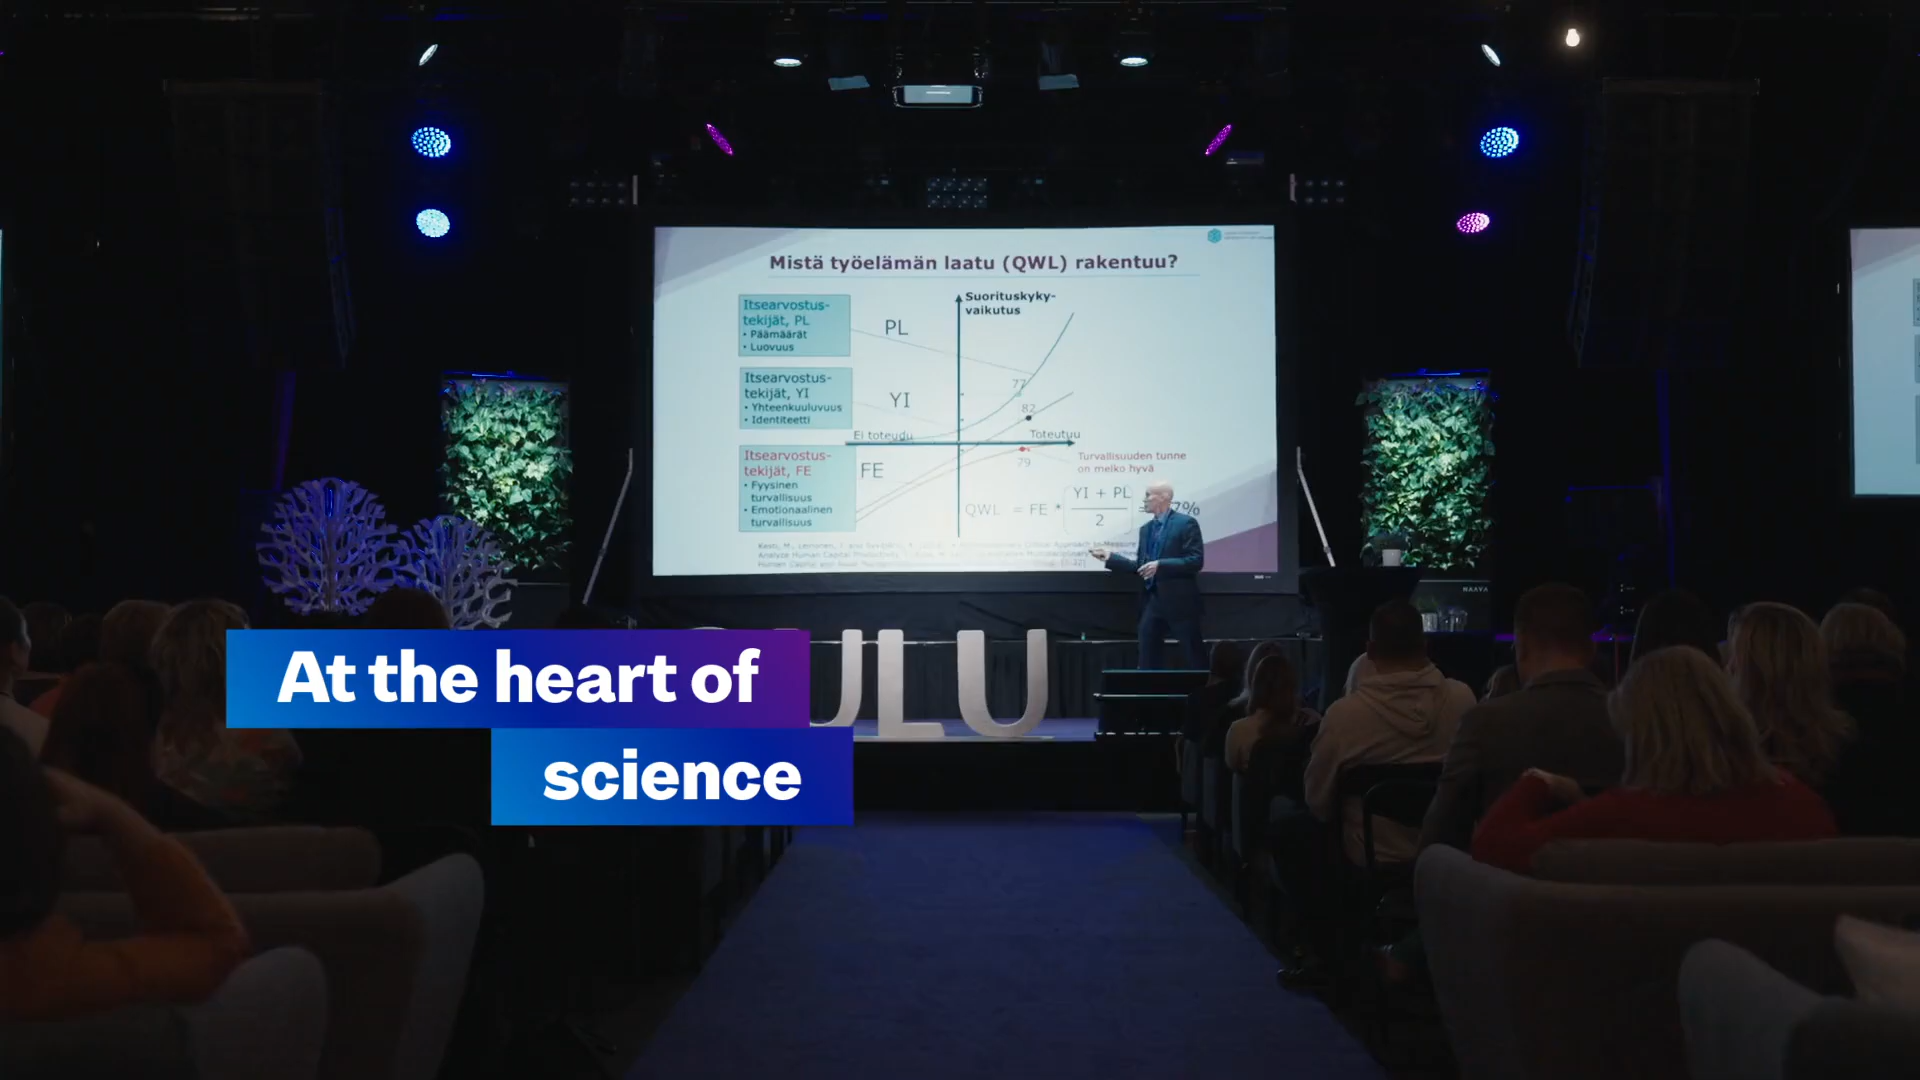 Mistä työelämän laatu (QWL) rakentuu?
Itsearvostus-
tekijät, PL
• Päämäärät
• Luovuus
PL
Suorituskyky-
vaikutus
77
Itsearvostus-
tekijät, YI
• Yhteenkuuluvuus
• Identiteetti
YI
82
Ei toteudu
Toteutuu
Itsearvostus-
tekijät, FE
• Fyysinen
turvallisuus
• Emotionaalinen
turvallisuus
FE
79
Turvallisuuden tunne
on melko hyvä
QWL = FE * YI + PL
2
= 7%
NAAVA
ULU
At the heart of
science